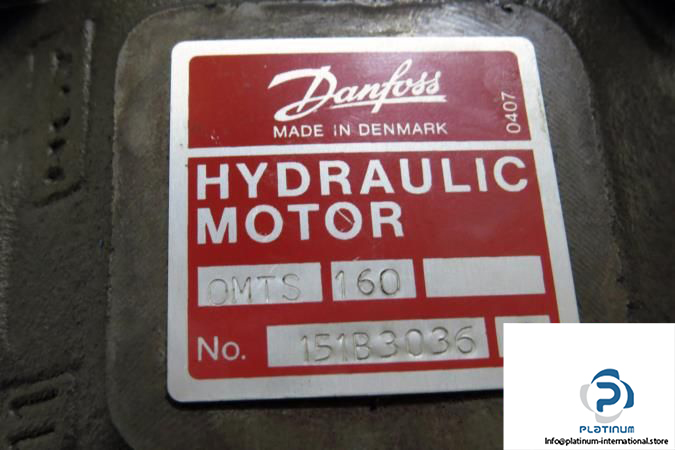 Danfoss
MADE IN DENMARK
0407
HYDRAULIC
MOTOR
OMTS 160
No. 151B3036
PLATINUM
Info@platinum-international.store